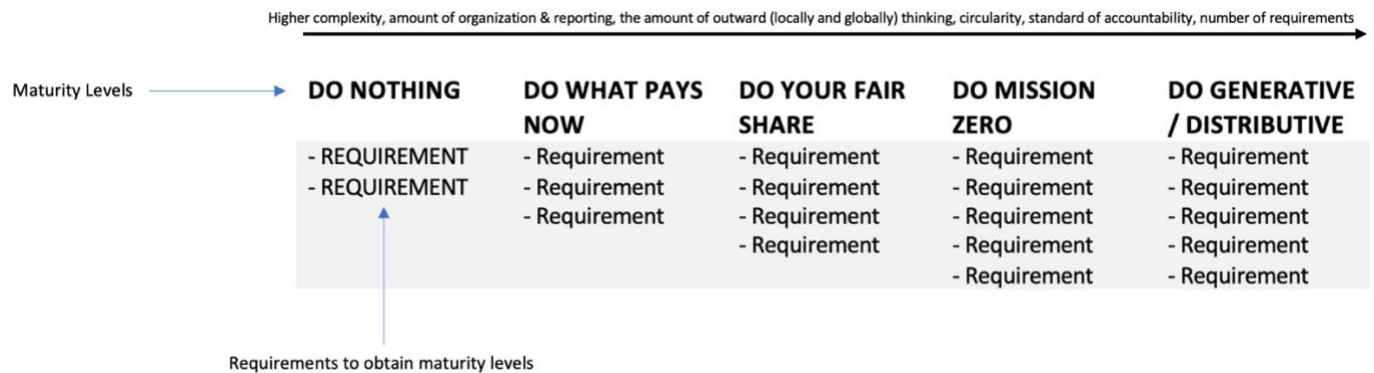 Higher complexity, amount of organization & reporting, the amount of outward (locally and globally) thinking, circularity, standard of accountability, number of requirements
Maturity Levels
DO NOTHING
- REQUIREMENT
- REQUIREMENT
DO WHAT PAYS
NOW
- Requirement
- Requirement
- Requirement
DO YOUR FAIR
SHARE
- Requirement
- Requirement
- Requirement
- Requirement
DO MISSION
ZERO
- Requirement
- Requirement
- Requirement
- Requirement
- Requirement
DO GENERATIVE
/ DISTRIBUTIVE
- Requirement
- Requirement
- Requirement
- Requirement
- Requirement
Requirements to obtain maturity levels